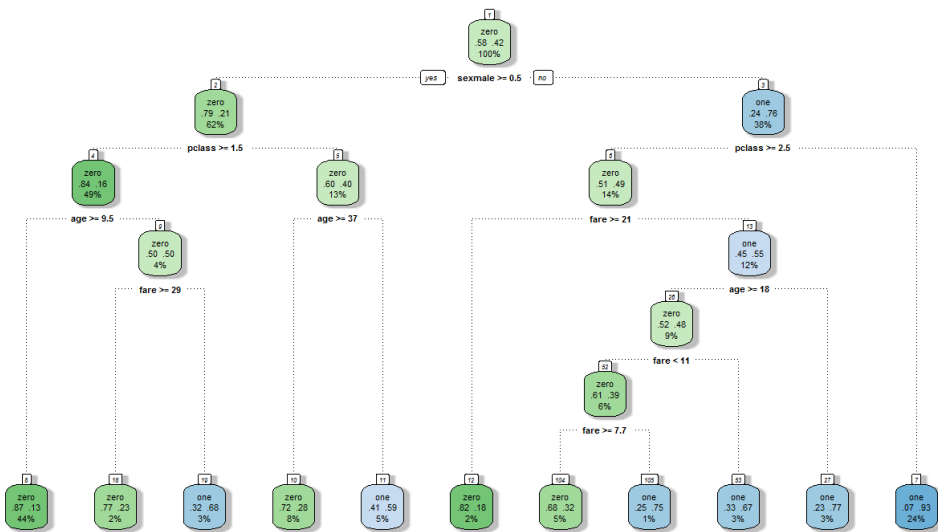 1
zero
.58 .42
100%
yes sexmale >= 0.5 no
2
zero
.79 .21
62%
3
one
.24 .76
38%
pclass >= 1.5
pclass >= 2.5
4
zero
.84 .16
49%
5
zero
.60 .40
13%
6
zero
.51 .49
14%
age >= 9.5
age >= 37
fare >= 21
9
zero
.50 .50
4%
13
one
.45 .55
12%
fare >= 29
age >= 18
26
zero
.52 .48
9%
fare < 11
52
zero
.61 .39
6%
fare >= 7.7
8
zero
.87 .13
44%
18
zero
.77 .23
2%
19
one
.32 .68
3%
10
zero
.72 .28
8%
11
one
.41 .59
5%
12
zero
.82 .18
2%
104
zero
.68 .32
5%
105
one
.25 .75
1%
53
one
.33 .67
3%
27
one
.23 .77
3%
7
one
.07 .93
24%